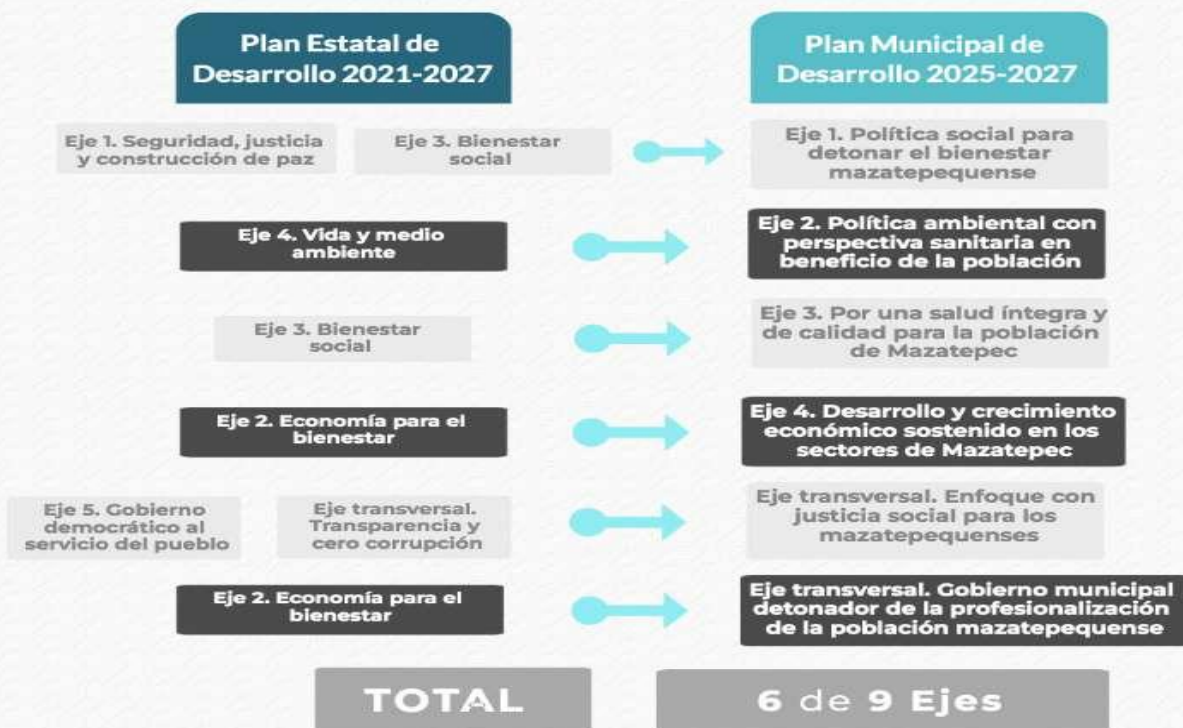 Plan Estatal de
Desarrollo 2021-2027
Plan Municipal de
Desarrollo 2025-2027
Eje 1. Seguridad, justicia
y construcción de paz
Eje 3. Bienestar
social
Eje 1. Política social para
detonar el bienestar
mazatepequense
Eje 4. Vida y medio
ambiente
Eje 2. Política ambiental con
perspectiva sanitaria en
beneficio de la población
Eje 3. Bienestar
social
Eje 3. Por una salud íntegra y
de calidad para la población
de Mazatepec
Eje 2. Economía para el
bienestar
Eje 4. Desarrollo y crecimiento
económico sostenido en los
sectores de Mazatepec
Eje 5. Gobierno
democrático al
servicio del pueblo
Eje transversal.
Transparencia y
cero corrupción
Eje transversal. Enfoque con
justicia social para los
mazatepequenses
Eje 2. Economía para el
bienestar
Eje transversal. Gobierno municipal
detonador de la profesionalización
de la población mazatepequense
TOTAL
6 de 9 Ejes